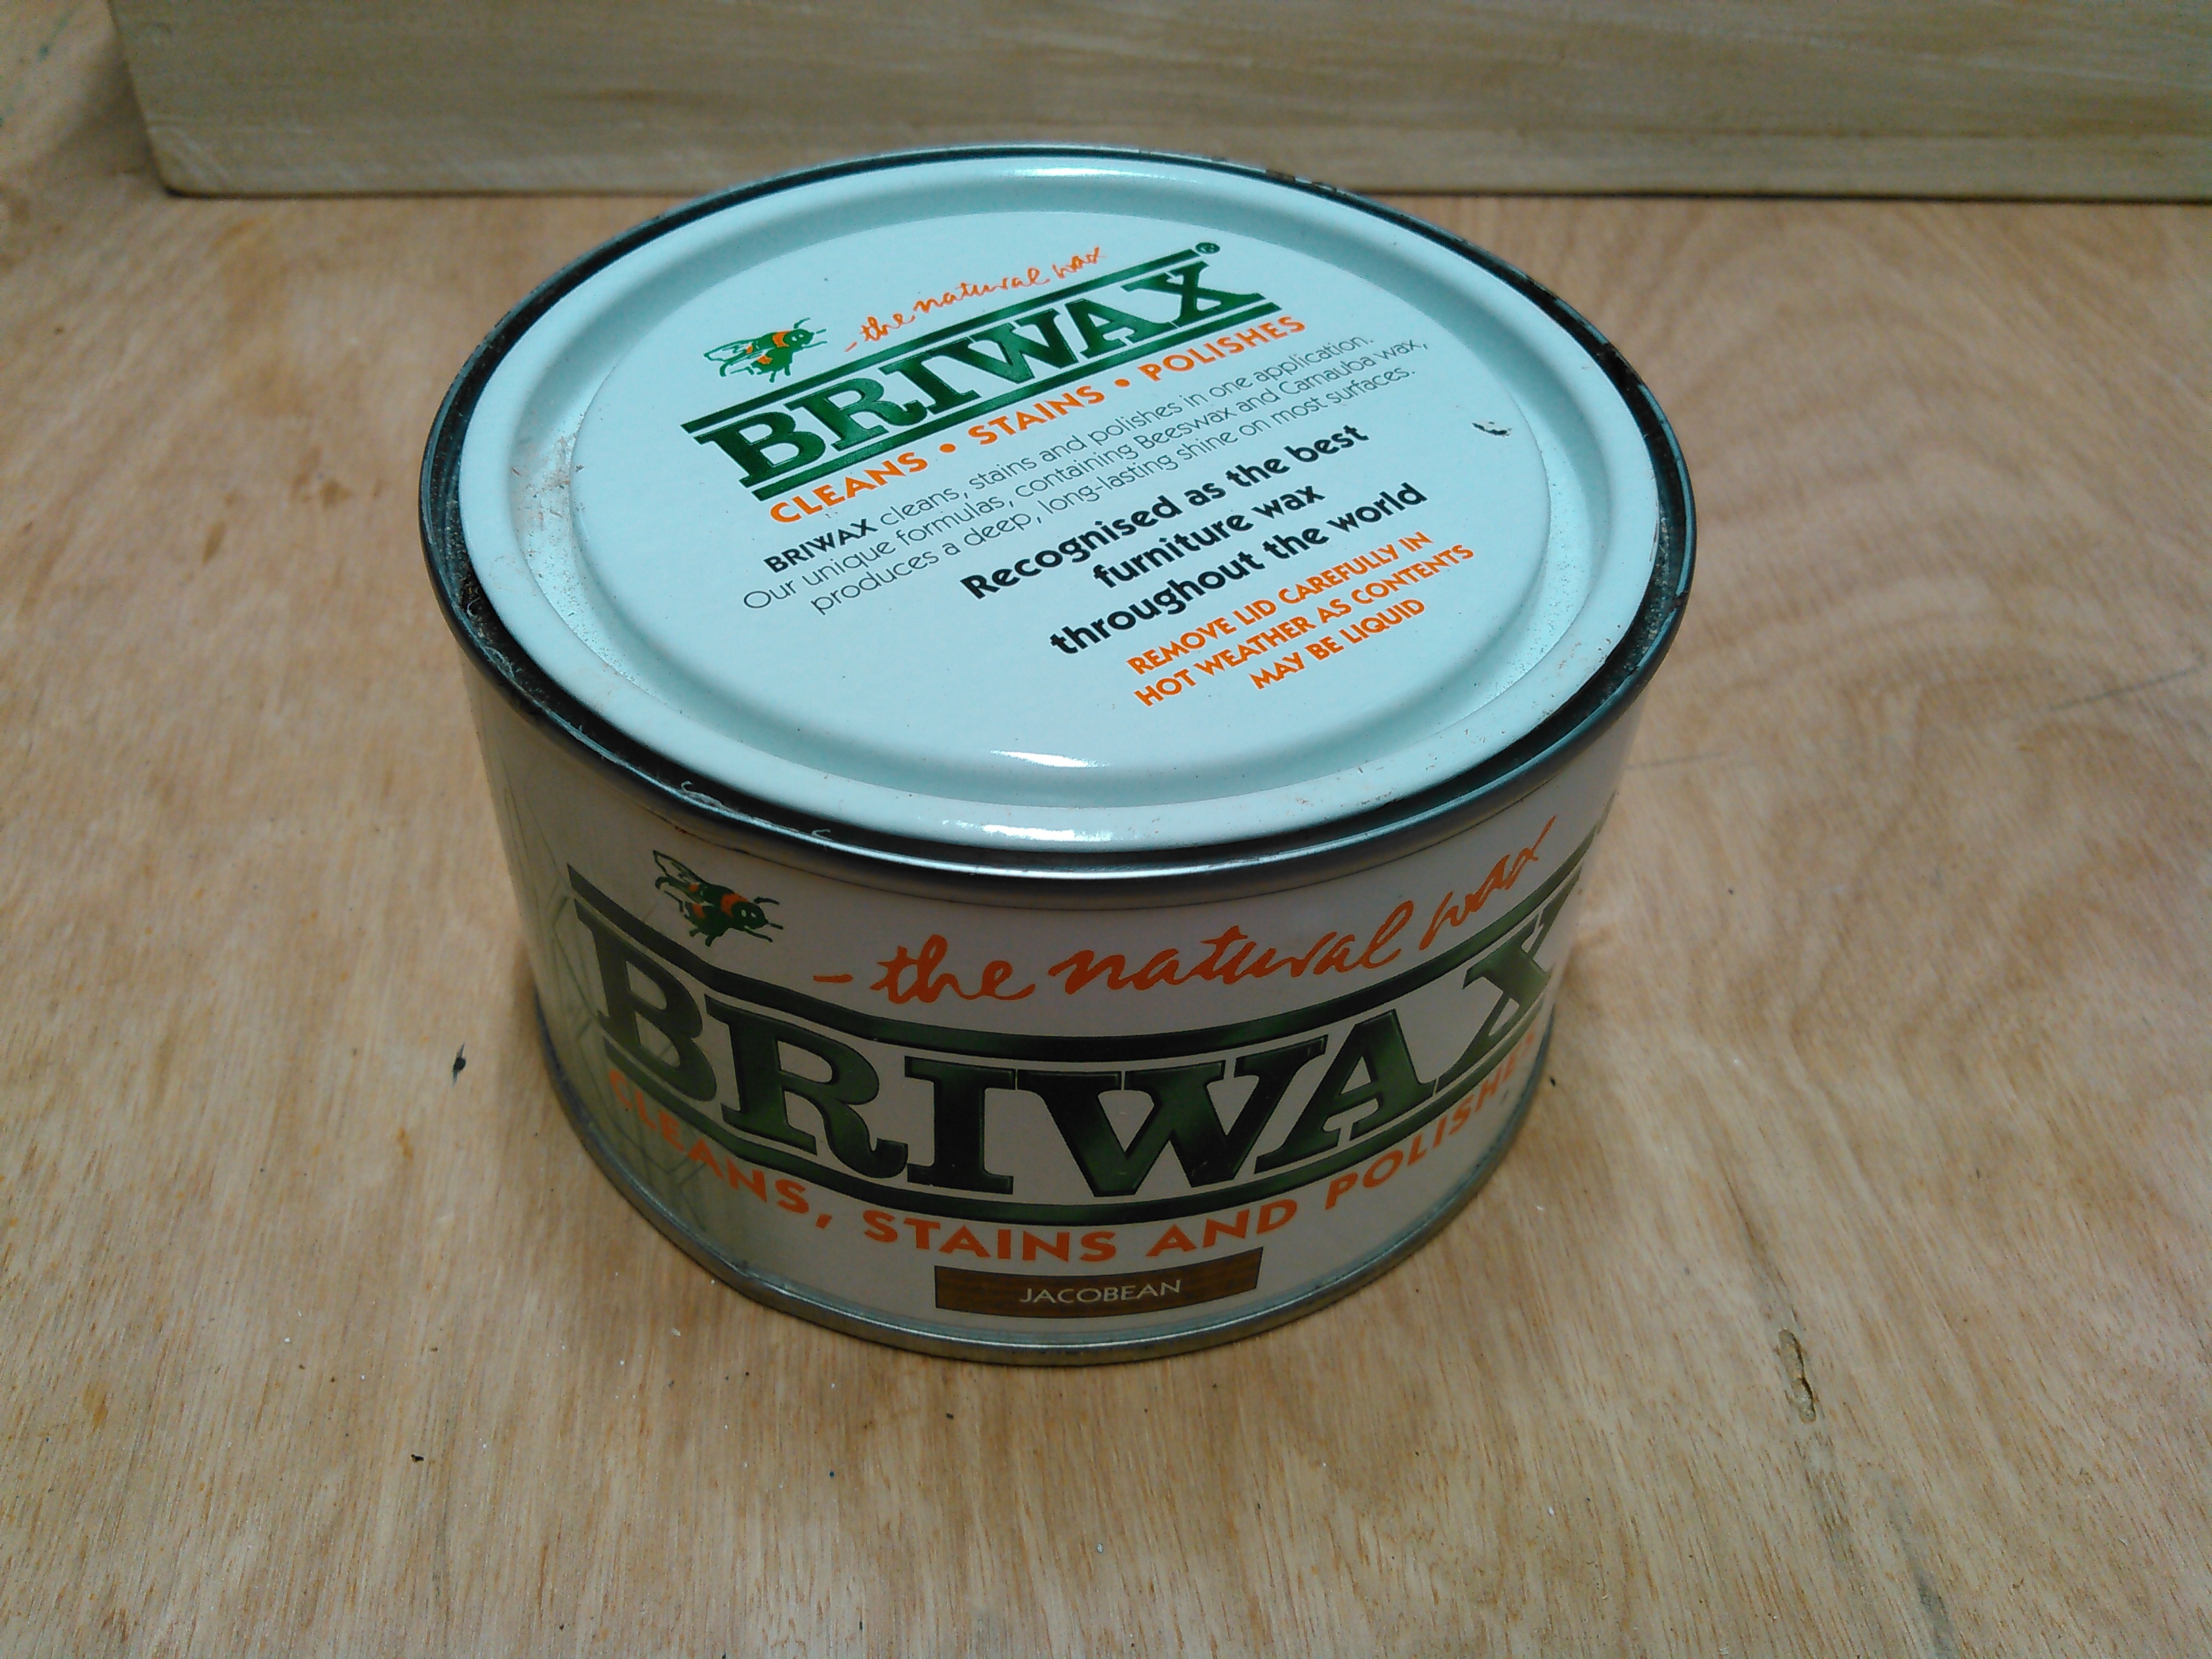 - the natural wax
BRIWAX®
CLEANS • STAINS • POLISHES
BRIWAX cleans, stains and polishes in one application.
Our unique formulas, containing Beeswax and Carnauba wax,
produces a deep, long-lasting shine on most surfaces.
Recognised as the best
furniture wax
throughout the world
REMOVE LID CAREFULLY IN
HOT WEATHER AS CONTENTS
MAY BE LIQUID
- the natural wax
BRIWAX
CLEANS, STAINS AND POLISHES
JACOBEAN